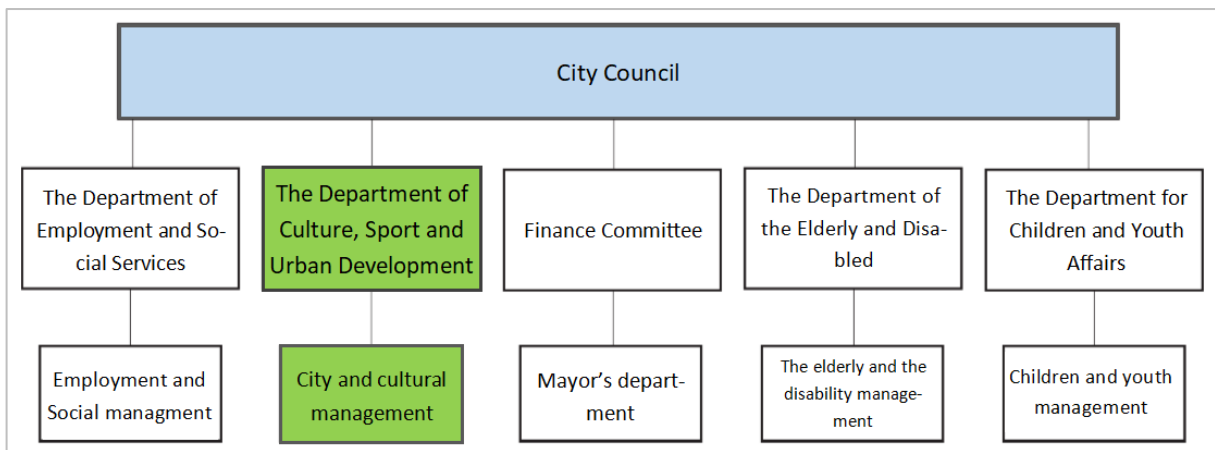 City Council
The Department of
Employment and So-
cial Services
The Department of
Culture, Sport and
Urban Development
Finance Committee
The Department of
the Elderly and Disa-
bled
The Department for
Children and Youth
Affairs
Employment and
Social managment
City and cultural
management
Mayor's depart-
ment
The elderly and the
disability manage-
ment
Children and youth
management